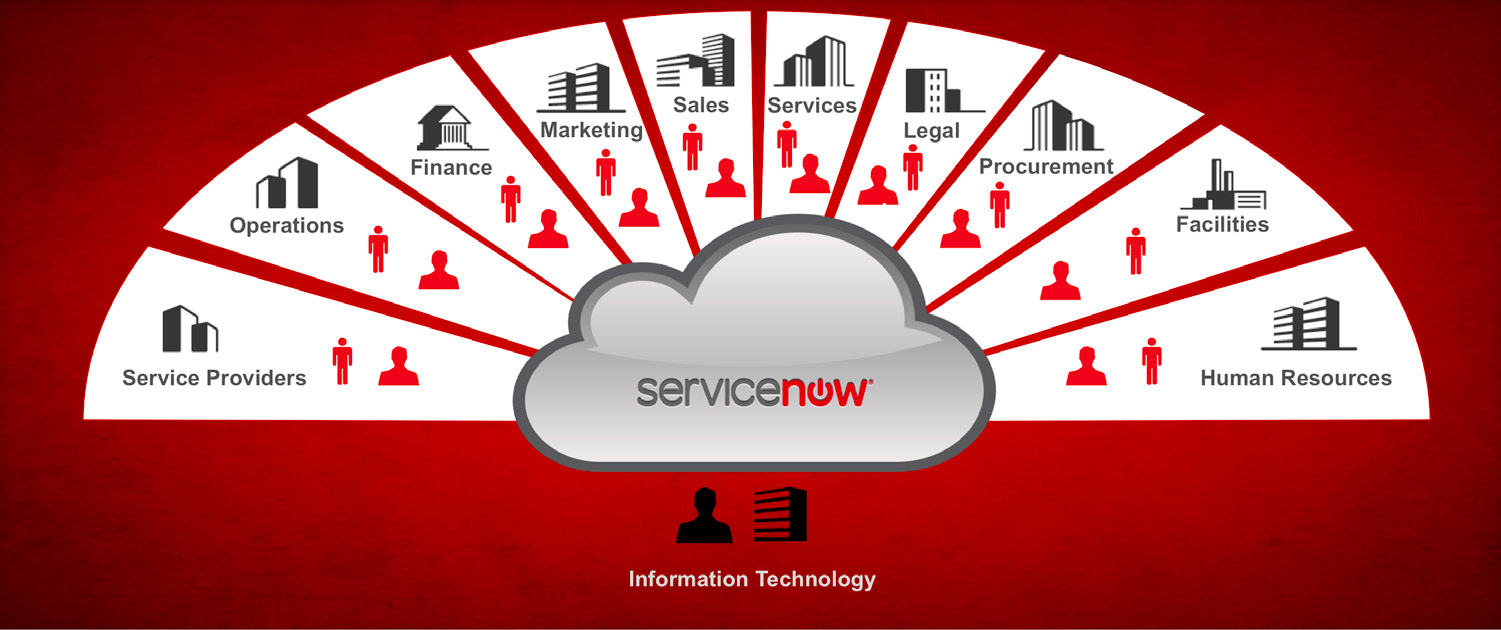 Sales
Services
Marketing
Legal
Finance
Procurement
Operations
Facilities
Service Providers
Human Resources
servicenow®
Information Technology